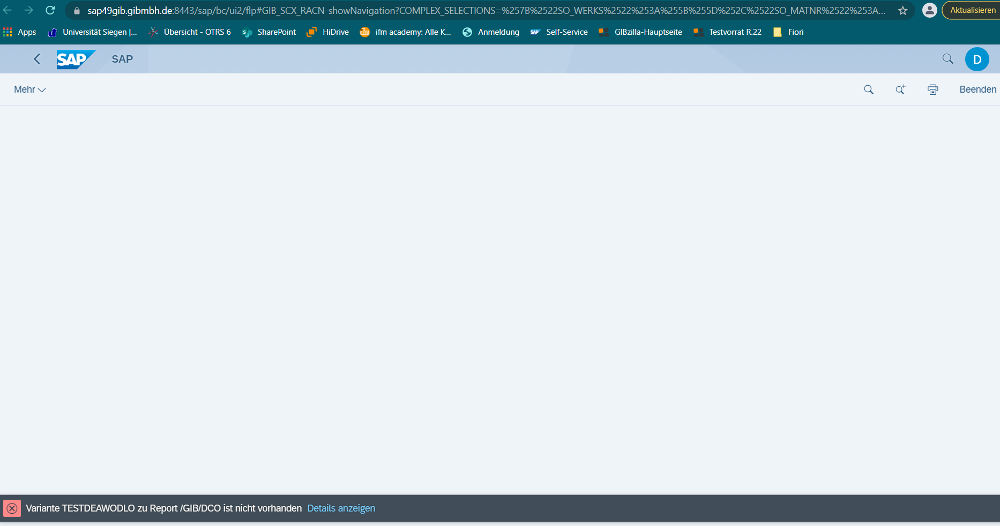 sap49gib.gibmbh.de:8443/sap/bc/ui2/flp#GIB_SCX_RACN-showNavigation?COMPLEX_SELECTIONS=%257B%2522SO_WERKS%2522%253A%255B%255D%252C%2522SO_MATNR%2522%253A... Aktualisieren
Apps Universität Siegen |... Übersicht - OTRS 6 SharePoint HiDrive ifm academy: Alle K... Anmeldung Self-Service GIBzilla-Hauptseite Testvorrat R.22 Fiori
SAP SAP D
Mehr Beenden
Variante TESTDEAWODLO zu Report /GIB/DCO ist nicht vorhanden Details anzeigen